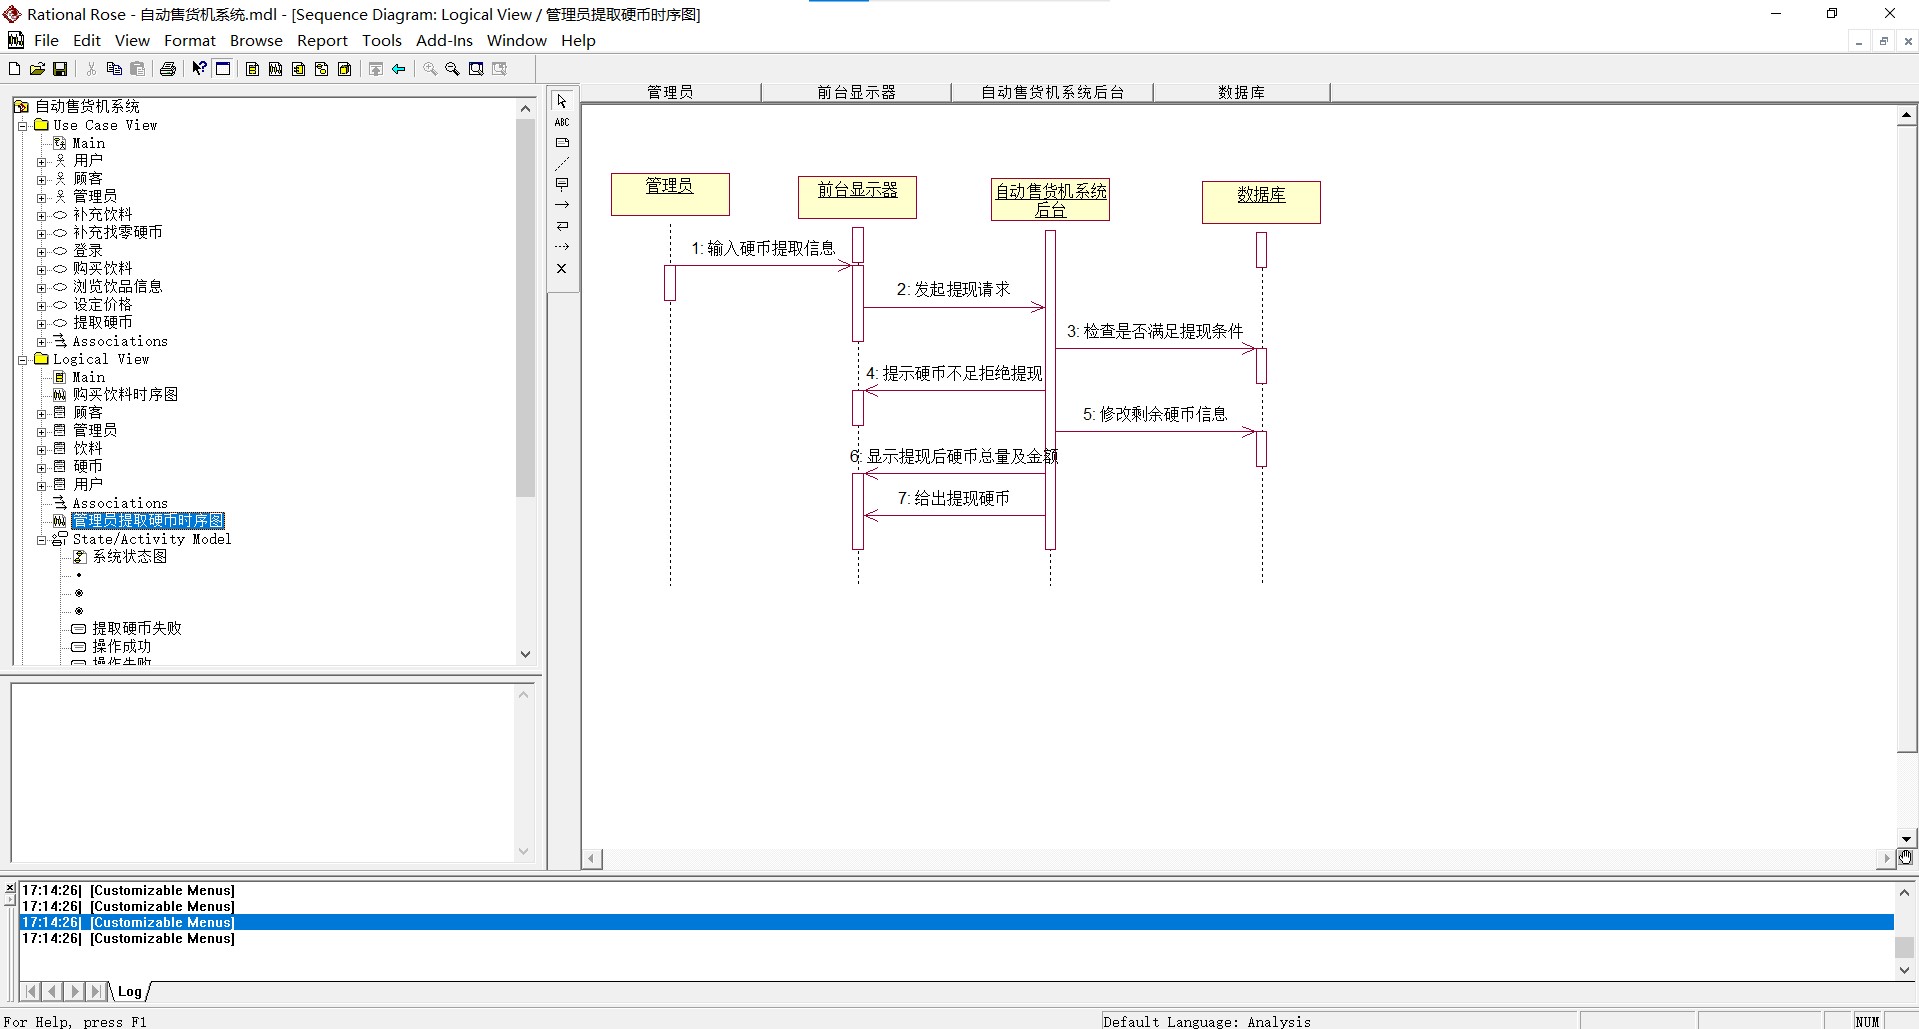 Rational Rose - 自动售货机系统.mdl - [Sequence Diagram: Logical View / 管理员提取硬币时序图]
File Edit View Format Browse Report Tools Add-Ins Window Help
自动售货机系统
Use Case View
Main
用户
顾客
管理员
补充饮料
补充找零硬币
登录
购买饮料
浏览饮品信息
设定价格
提取硬币
Associations
Logical View
Main
购买饮料时序图
顾客
管理员
饮料
硬币
用户
Associations
管理员提取硬币时序图
State/Activity Model
系统状态图
提取硬币失败
操作成功
操作失败
ABC
管理员 前台显示器 自动售货机系统后台 数据库
管理员
前台显示器
自动售货机系统
后台
数据库
1: 输入硬币提取信息
2: 发起提现请求
3: 检查是否满足提现条件
4: 提示硬币不足拒绝提现
5: 修改剩余硬币信息
6: 显示提现后硬币总量及金额
7: 给出提现硬币
17:14:26| [Customizable Menus]
17:14:26| [Customizable Menus]
17:14:26| [Customizable Menus]
17:14:26| [Customizable Menus]
Log
For Help, press F1
Default Language: Analysis
NUM